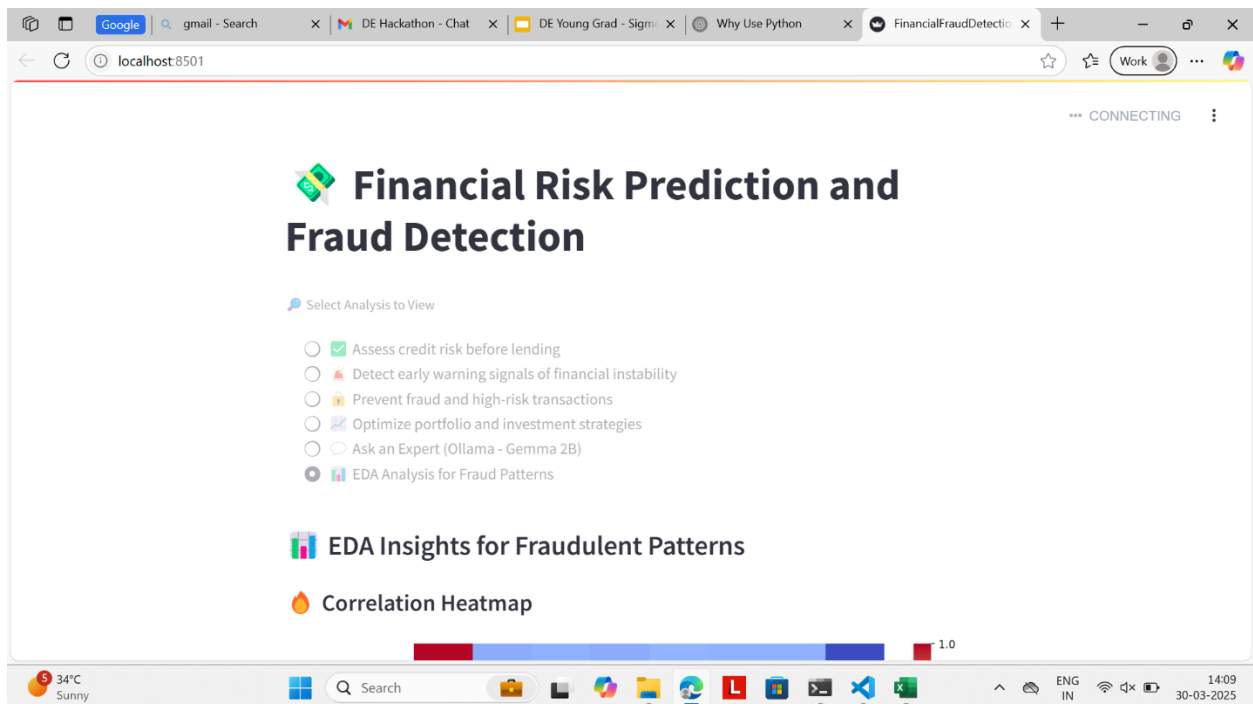 Google
gmail - Search
DE Hackathon - Chat
DE Young Grad - Sigm
Why Use Python
FinancialFraudDetectio
localhost:8501
Work
CONNECTING
Financial Risk Prediction and
Fraud Detection
Select Analysis to View
Assess credit risk before lending
Detect early warning signals of financial instability
Prevent fraud and high-risk transactions
Optimize portfolio and investment strategies
Ask an Expert (Ollama - Gemma 2B)
EDA Analysis for Fraud Patterns
EDA Insights for Fraudulent Patterns
Correlation Heatmap
1.0
5
34°C
Sunny
Search
L
ENG
IN
14:09
30-03-2025